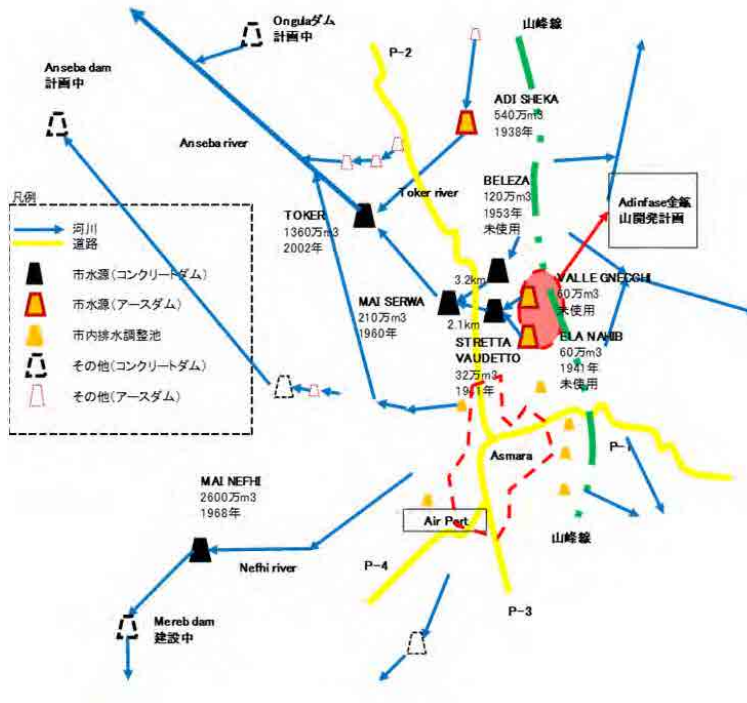 Ongulaダム
計画中
山峰線
P-2
Anseba dam
計画中
ADI SHEKA
540万m3
1938年
Anseba river
BELEZA
120万m3
1953年
未使用
Toker river
Adinfase金鉱
山開発計画
凡例
河川
道路
市水源(コンクリートダム)
市水源(アースダム)
市内排水調整池
その他(コンクリートダム)
その他(アースダム)
TOKER
1360万m3
2002年
3.2km
VALLE GNECCHI
60万m3
未使用
MAI SERWA
210万m3
1960年
2.1km
STRETTA
VAUDETTO
32万m3
1941年
ELA NAHIB
60万m3
1941年
未使用
Asmara
P-1
MAI NEFHI
2600万m3
1968年
Air Port
山峰線
Nefhi river
P-4
P-3
Mereb dam
建設中